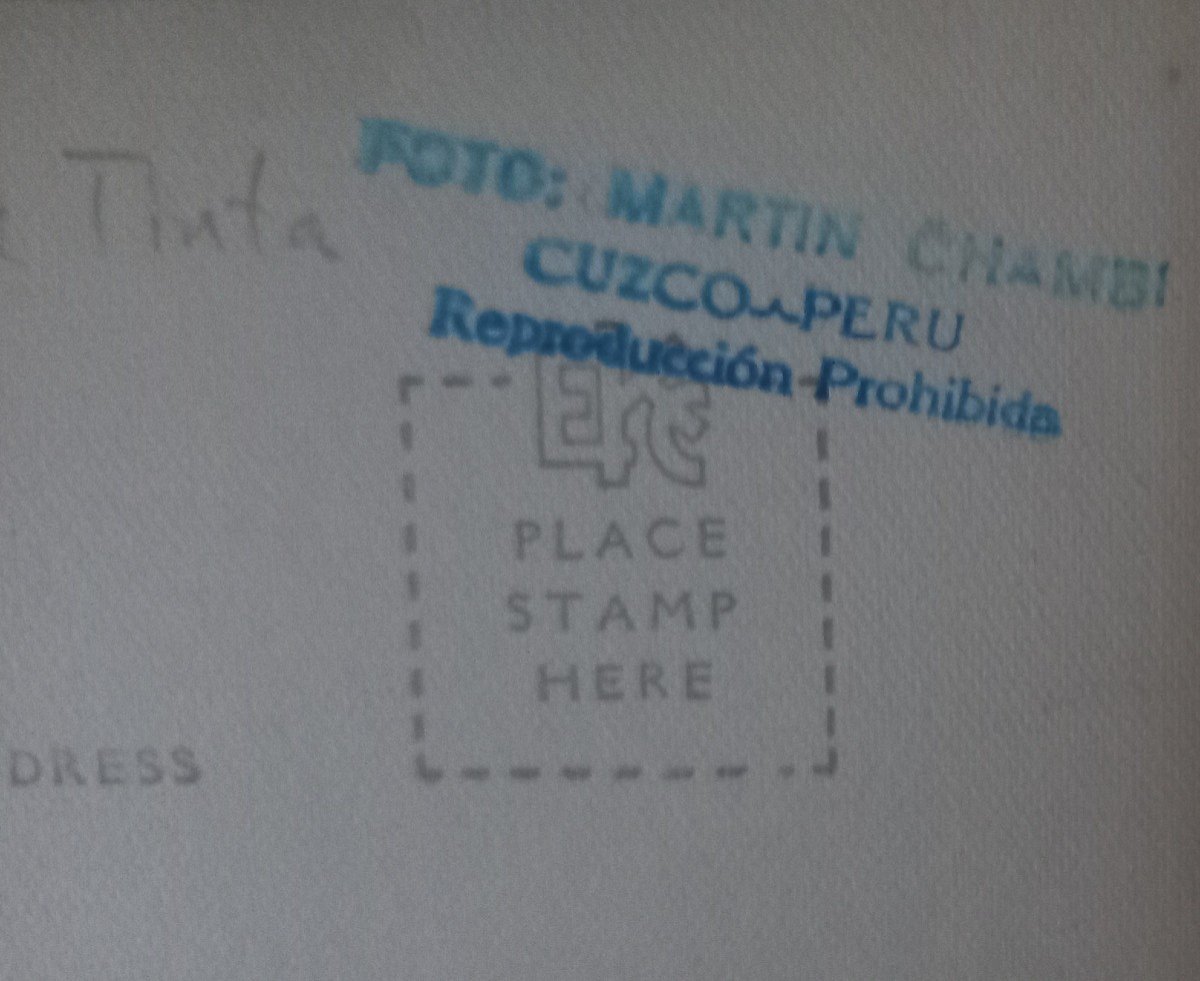 Tinta
FOTO: MARTIN CHAMBI
CUZCO-PERU
Reproducción Prohibida
PLACE
STAMP
HERE
DRESS